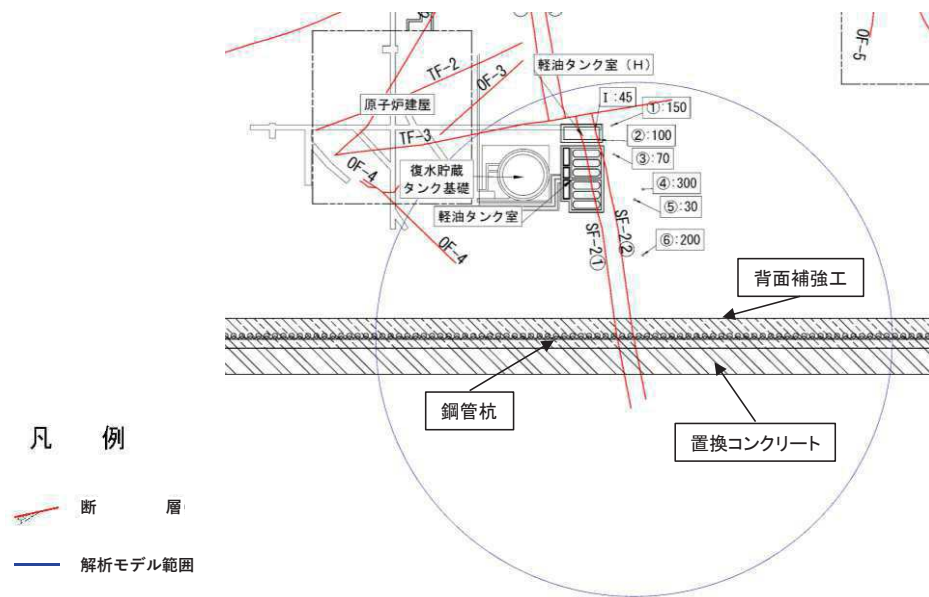 TF-2
OF-3
軽油タンク室（H）
OF-5
I:45
①:150
原子炉建屋
②:100
TF-3
③:70
OF-4
復水貯蔵
タンク基礎
④:300
⑤:30
軽油タンク室
SF-2①
SF-2②
⑥:200
OF-4
背面補強工
鋼管杭
置換コンクリート
凡 例
断 層
解析モデル範囲